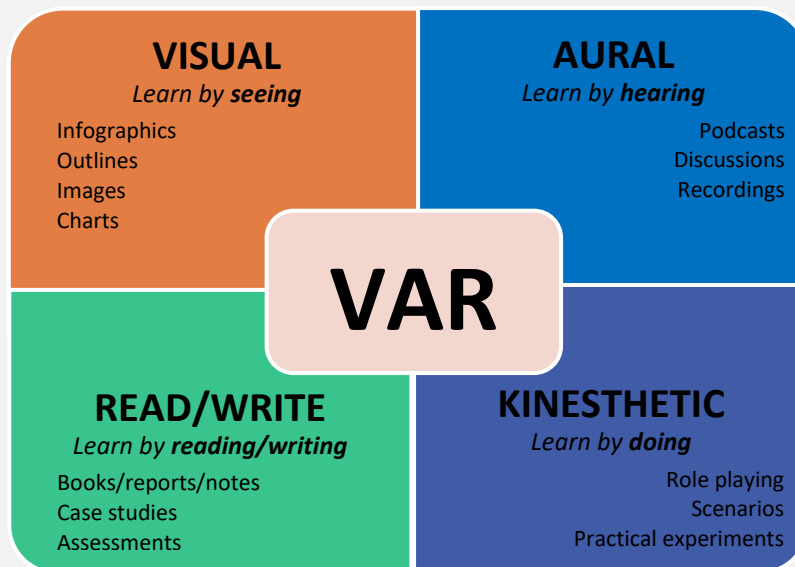 VISUAL
Learn by seeing
Infographics
Outlines
Images
Charts
AURAL
Learn by hearing
Podcasts
Discussions
Recordings
VAR
READ/WRITE
Learn by reading/writing
Books/reports/notes
Case studies
Assessments
KINESTHETIC
Learn by doing
Role playing
Scenarios
Practical experiments